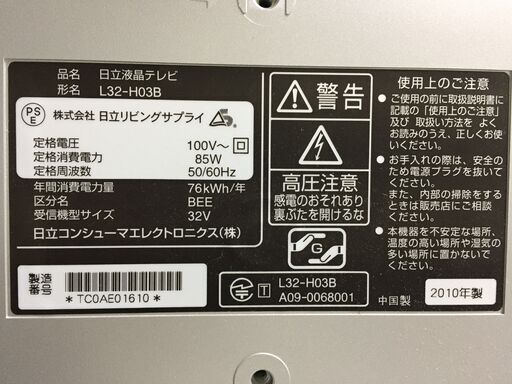 品名 日立液晶テレビ
形名 L32-H03B
PS
E
株式会社 日立リビングサプライ
定格電圧 100V～
定格消費電力 85W
定格周波数 50/60Hz
年間消費電力量 76kWh/年
区分名 BEE
受信機型サイズ 32V
日立コンシューマエレクトロニクス(株)
製造
番号
*TC0AE01610*
警告
高圧注意
感電のおそれあり
裏ぶたを開けるな
G
T
L32-H03B
A09-0068001
使用上のご注意
●ご使用の前に取扱説明書に
記載の「使用上のご注意」
及び 取扱い方法を よく
お読みのうえ、正しくお使い
ください。
●お手入れの際は、安全のた
め電源プラグを抜いてくだ
さい。
また、内部の掃除をすると
きは販売店にご相談
ください。
●本機器を不安定な場所、
温度の高い場所や湿気の
多い場所に置かないでく
ださい。
中国製
2010年製